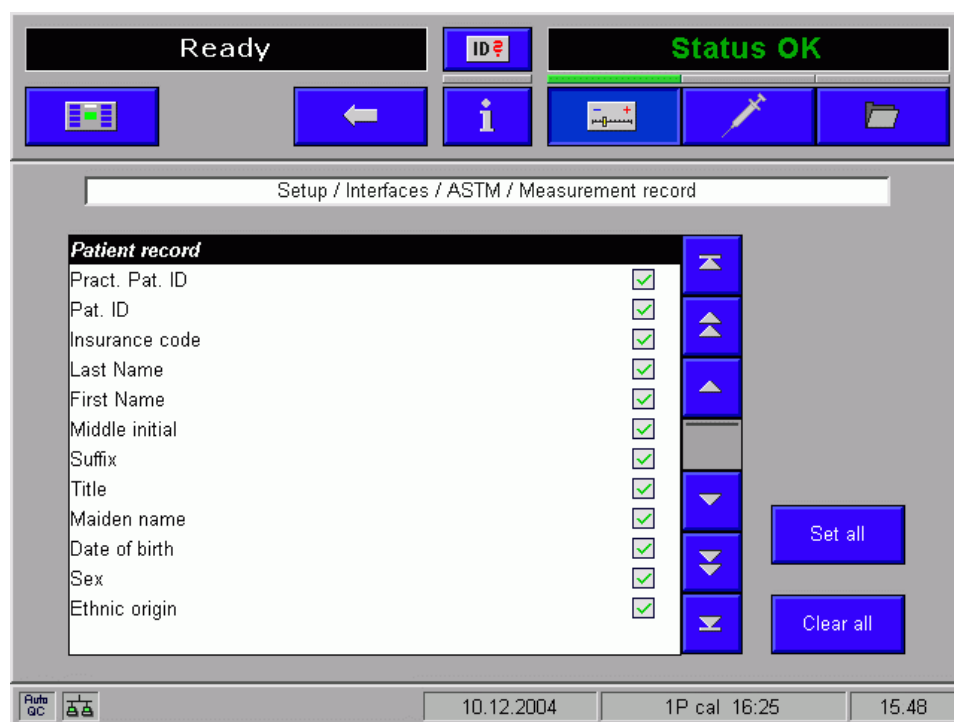 Ready
ID?
Status OK
i
- +
Setup / Interfaces / ASTM / Measurement record
Patient record
Pract. Pat. ID
Pat. ID
Insurance code
Last Name
First Name
Middle initial
Suffix
Title
Maiden name
Date of birth
Sex
Ethnic origin
Set all
Clear all
Auto
QC
10.12.2004
1P cal 16:25
15.48